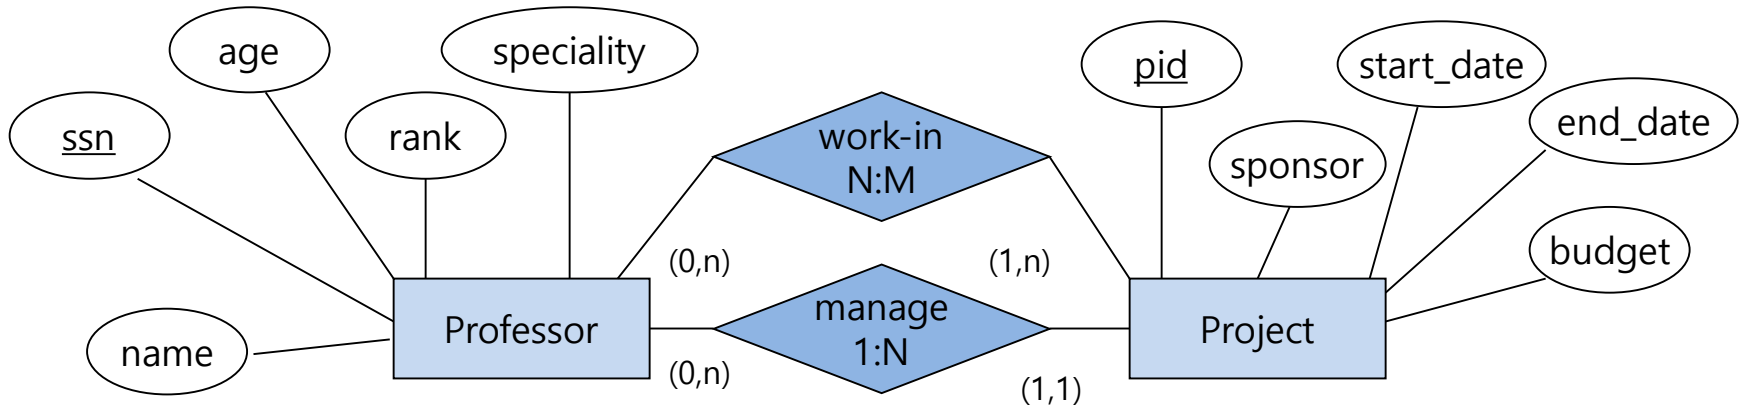 age
speciality
pid
start_date
ssn
rank
work-in
N:M
sponsor
end_date
budget
(0,n)
(1,n)
name
Professor
manage
1:N
Project
(0,n)
(1,1)